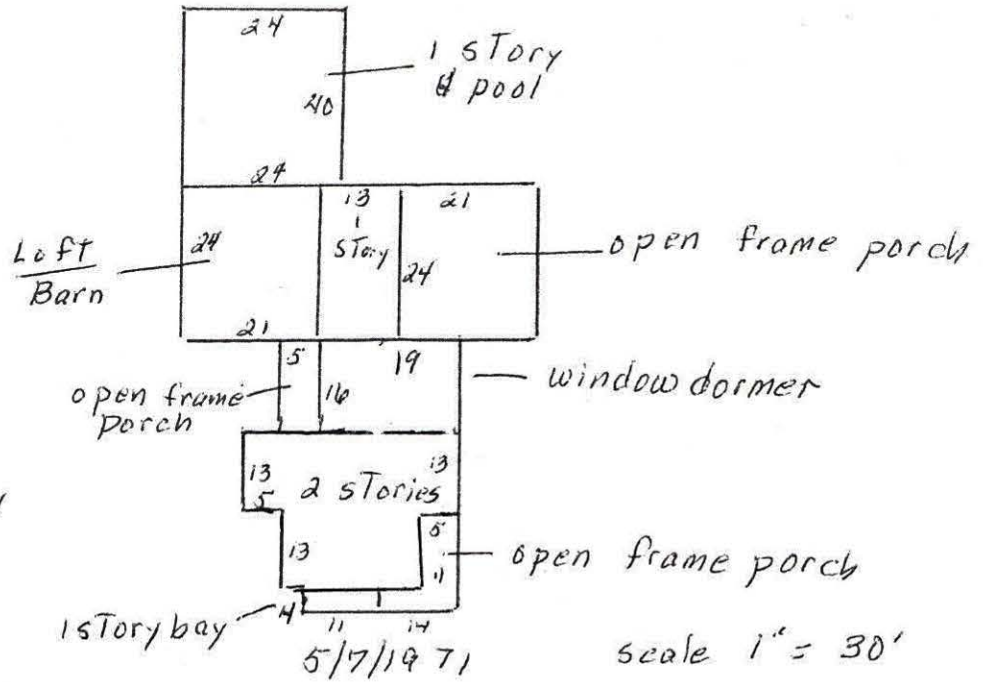 24
1 sTory
& pool
40
24
13
21
1
sTory
24
24
Loft
Barn
open frame porch
21
5
19
16
open frame
porch
window dormer
13
13
5
2 sTories
5
13
11
open frame porch
4
1 sTory bay
11
14
5/7/1971
scale 1" = 30'